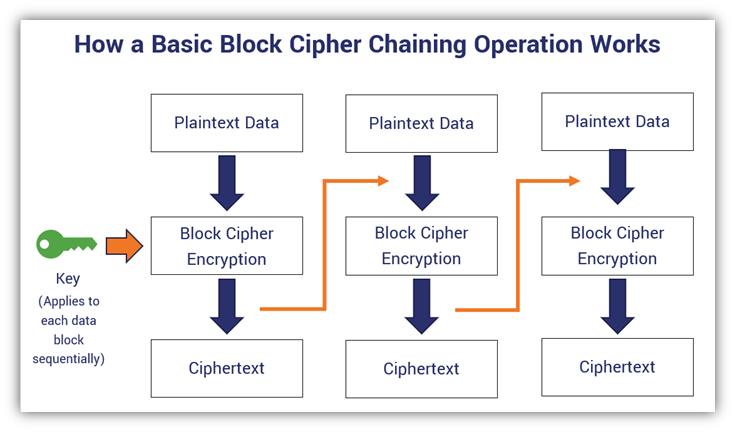 How a Basic Block Cipher Chaining Operation Works
Plaintext Data
Plaintext Data
Plaintext Data
Block Cipher
Encryption
Block Cipher
Encryption
Block Cipher
Encryption
Key
(Applies to
each data
block
sequentially)
Ciphertext
Ciphertext
Ciphertext